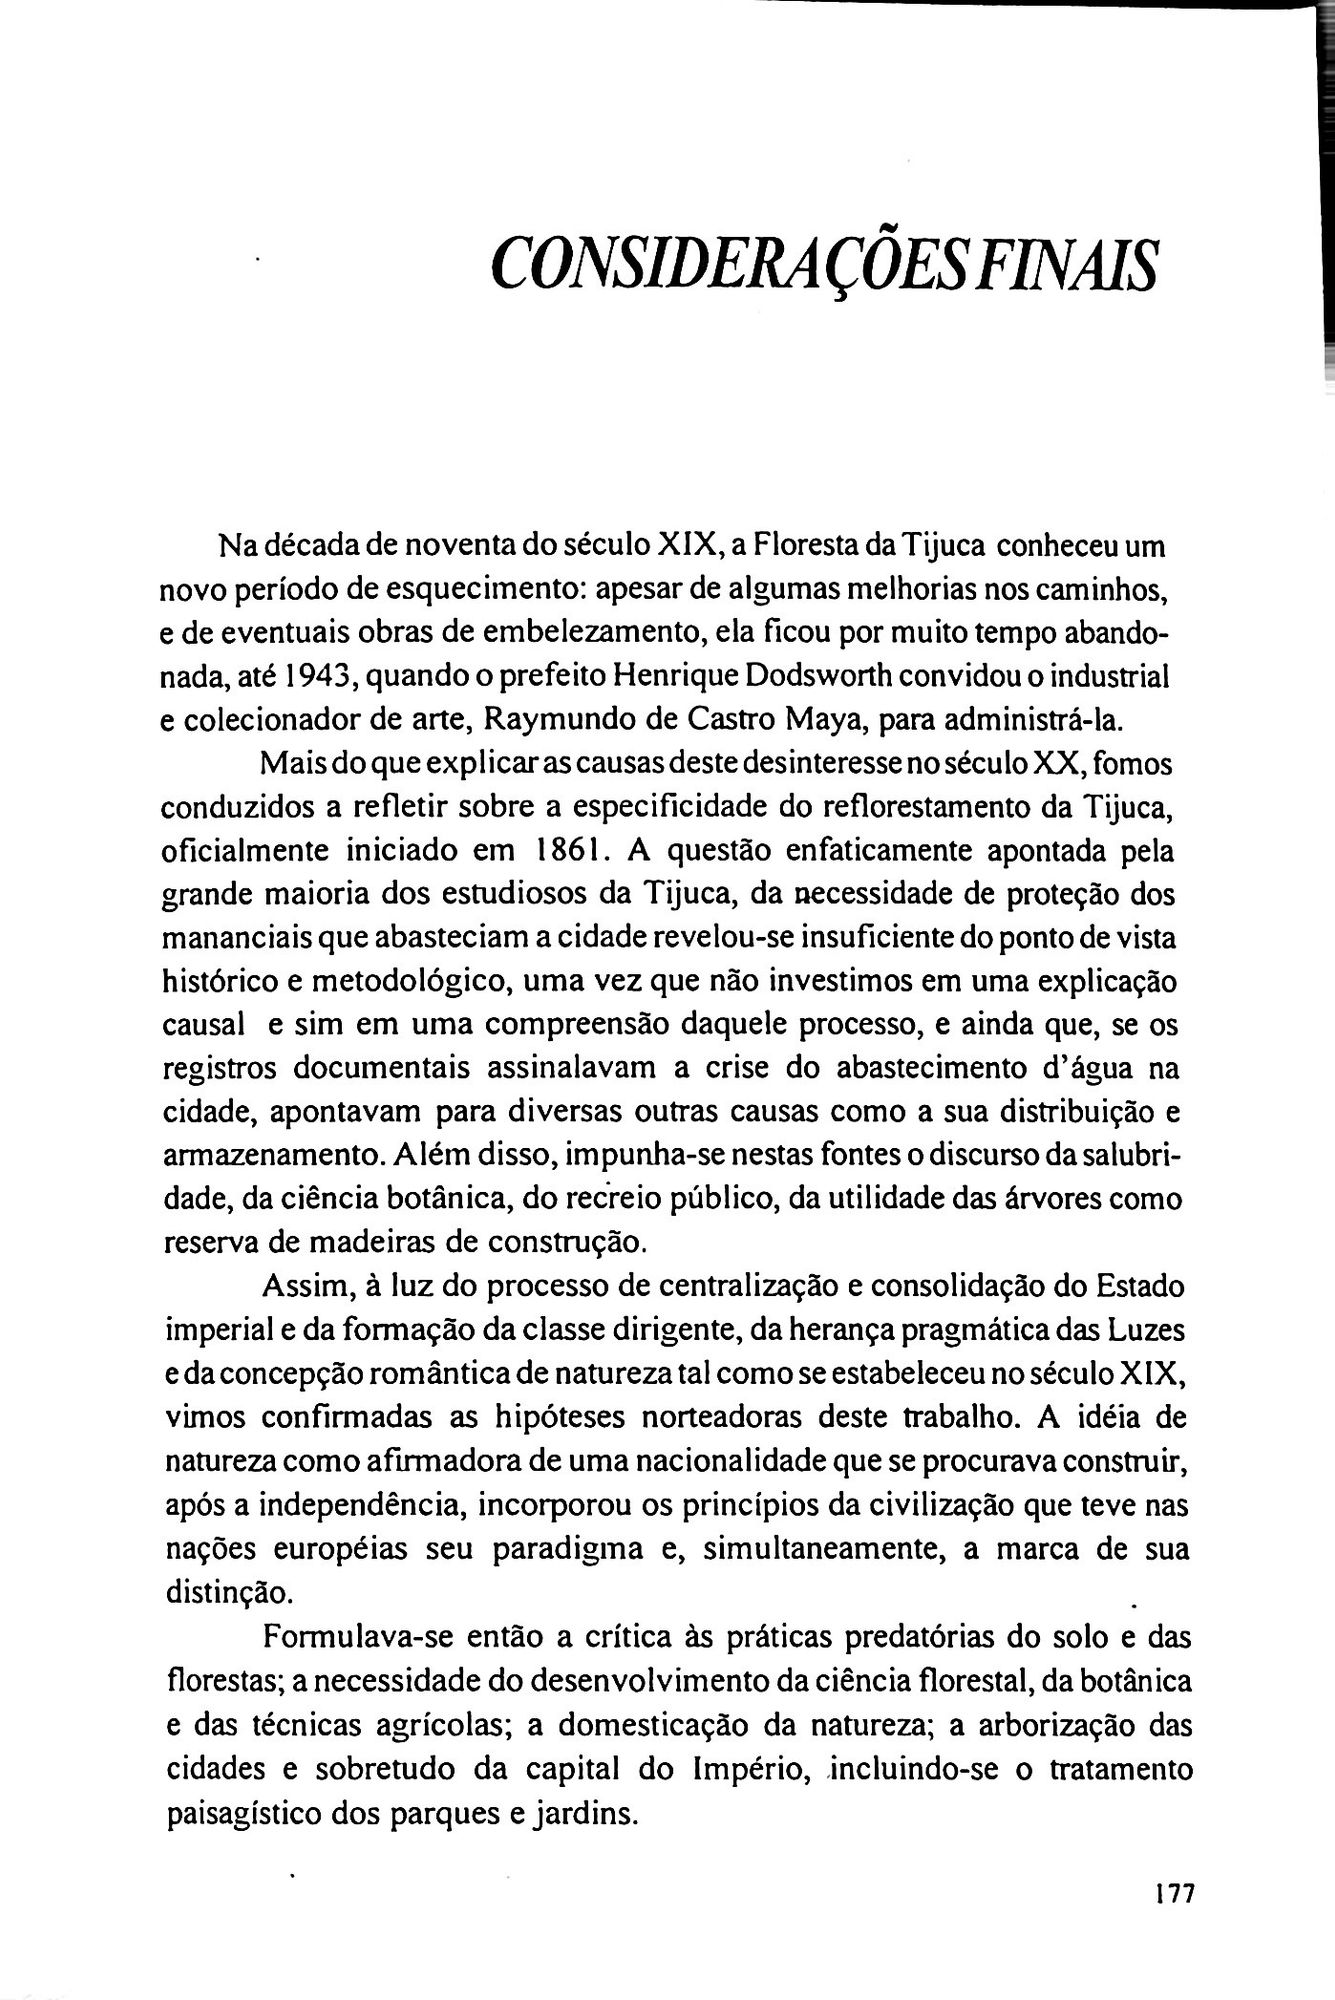 CONSIDERAÇÕES FINAIS
Na década de noventa do século XIX, a Floresta da Tijuca conheceu um
novo período de esquecimento: apesar de algumas melhorias nos caminhos,
e de eventuais obras de embelezamento, ela ficou por muito tempo abando-
nada, até 1943, quando o prefeito Henrique Dodsworth convidou o industrial
e colecionador de arte, Raymundo de Castro Maya, para administrá-la.
Mais do que explicar as causas deste desinteresse no século XX, fomos
conduzidos a refletir sobre a especificidade do reflorestamento da Tijuca,
oficialmente iniciado em 1861. A questão enfaticamente apontada pela
grande maioria dos estudiosos da Tijuca, da necessidade de proteção dos
mananciais que abasteciam a cidade revelou-se insuficiente do ponto de vista
histórico e metodológico, uma vez que não investimos em uma explicação
causal e sim em uma compreensão daquele processo, e ainda que, se os
registros documentais assinalavam a crise do abastecimento d'água na
cidade, apontavam para diversas outras causas como a sua distribuição e
armazenamento. Além disso, impunha-se nestas fontes o discurso da salubri-
dade, da ciência botânica, do recreio público, da utilidade das árvores como
reserva de madeiras de construção.
Assim, à luz do processo de centralização e consolidação do Estado
imperial e da formação da classe dirigente, da herança pragmática das Luzes
e da concepção romântica de natureza tal como se estabeleceu no século XIX,
vimos confirmadas as hipóteses norteadoras deste trabalho. A idéia de
natureza como afirmadora de uma nacionalidade que se procurava construir,
após a independência, incorporou os princípios da civilização que teve nas
nações européias seu paradigma e, simultaneamente, a marca de sua
distinção.
Formulava-se então a crítica às práticas predatórias do solo e das
florestas; a necessidade do desenvolvimento da ciência florestal, da botânica
e das técnicas agrícolas; a domesticação da natureza; a arborização das
cidades e sobretudo da capital do Império, incluindo-se o tratamento
paisagístico dos parques e jardins.
177